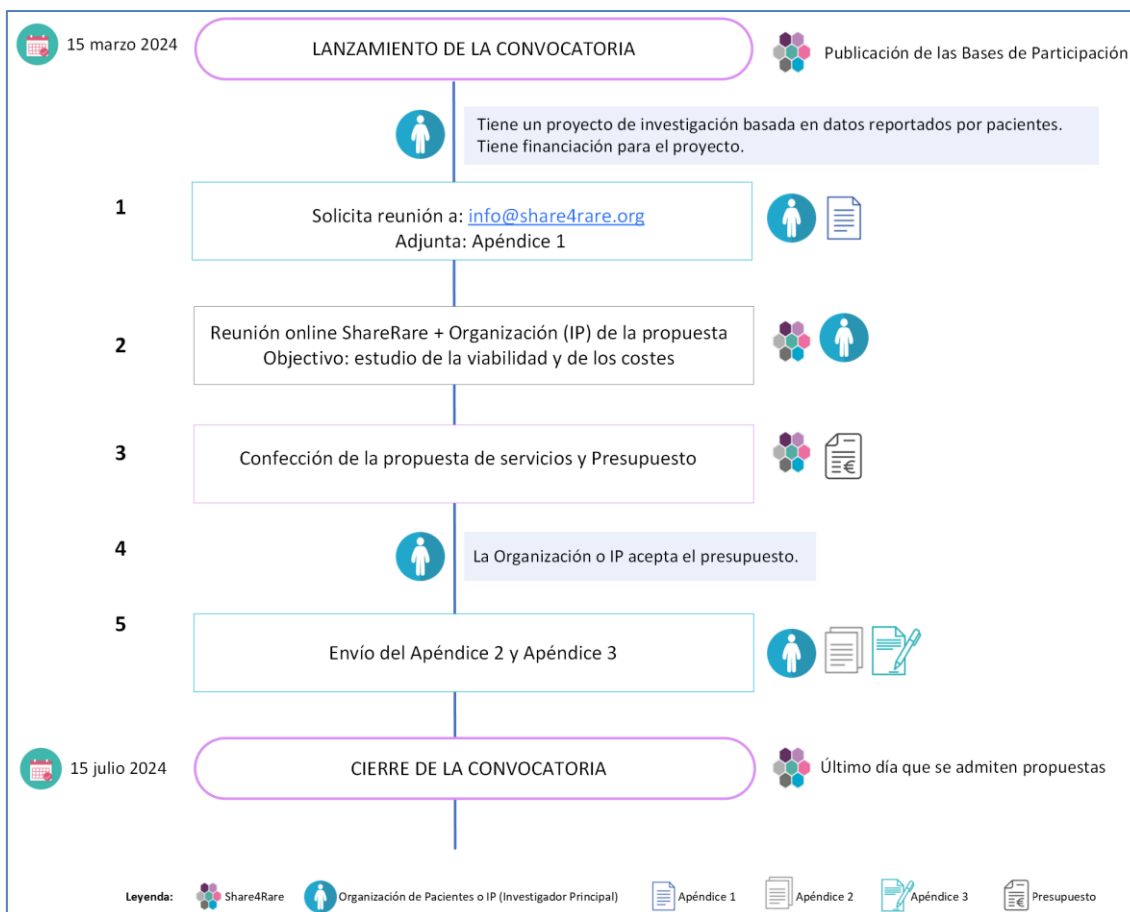 15 marzo 2024
LANZAMIENTO DE LA CONVOCATORIA
Publicación de las Bases de Participación
Tiene un proyecto de investigación basada en datos reportados por pacientes.
Tiene financiación para el proyecto.
1
Solicita reunión a: info@share4rare.org
Adjunta: Apéndice 1
2
Reunión online ShareRare + Organización (IP) de la propuesta
Objectivo: estudio de la viabilidad y de los costes
3
Confección de la propuesta de servicios y Presupuesto
4
La Organización o IP acepta el presupuesto.
5
Envío del Apéndice 2 y Apéndice 3
15 julio 2024
CIERRE DE LA CONVOCATORIA
Último día que se admiten propuestas
Leyenda: Share4Rare Organización de Pacientes o IP (Investigador Principal) Apéndice 1 Apéndice 2 Apéndice 3 Presupuesto